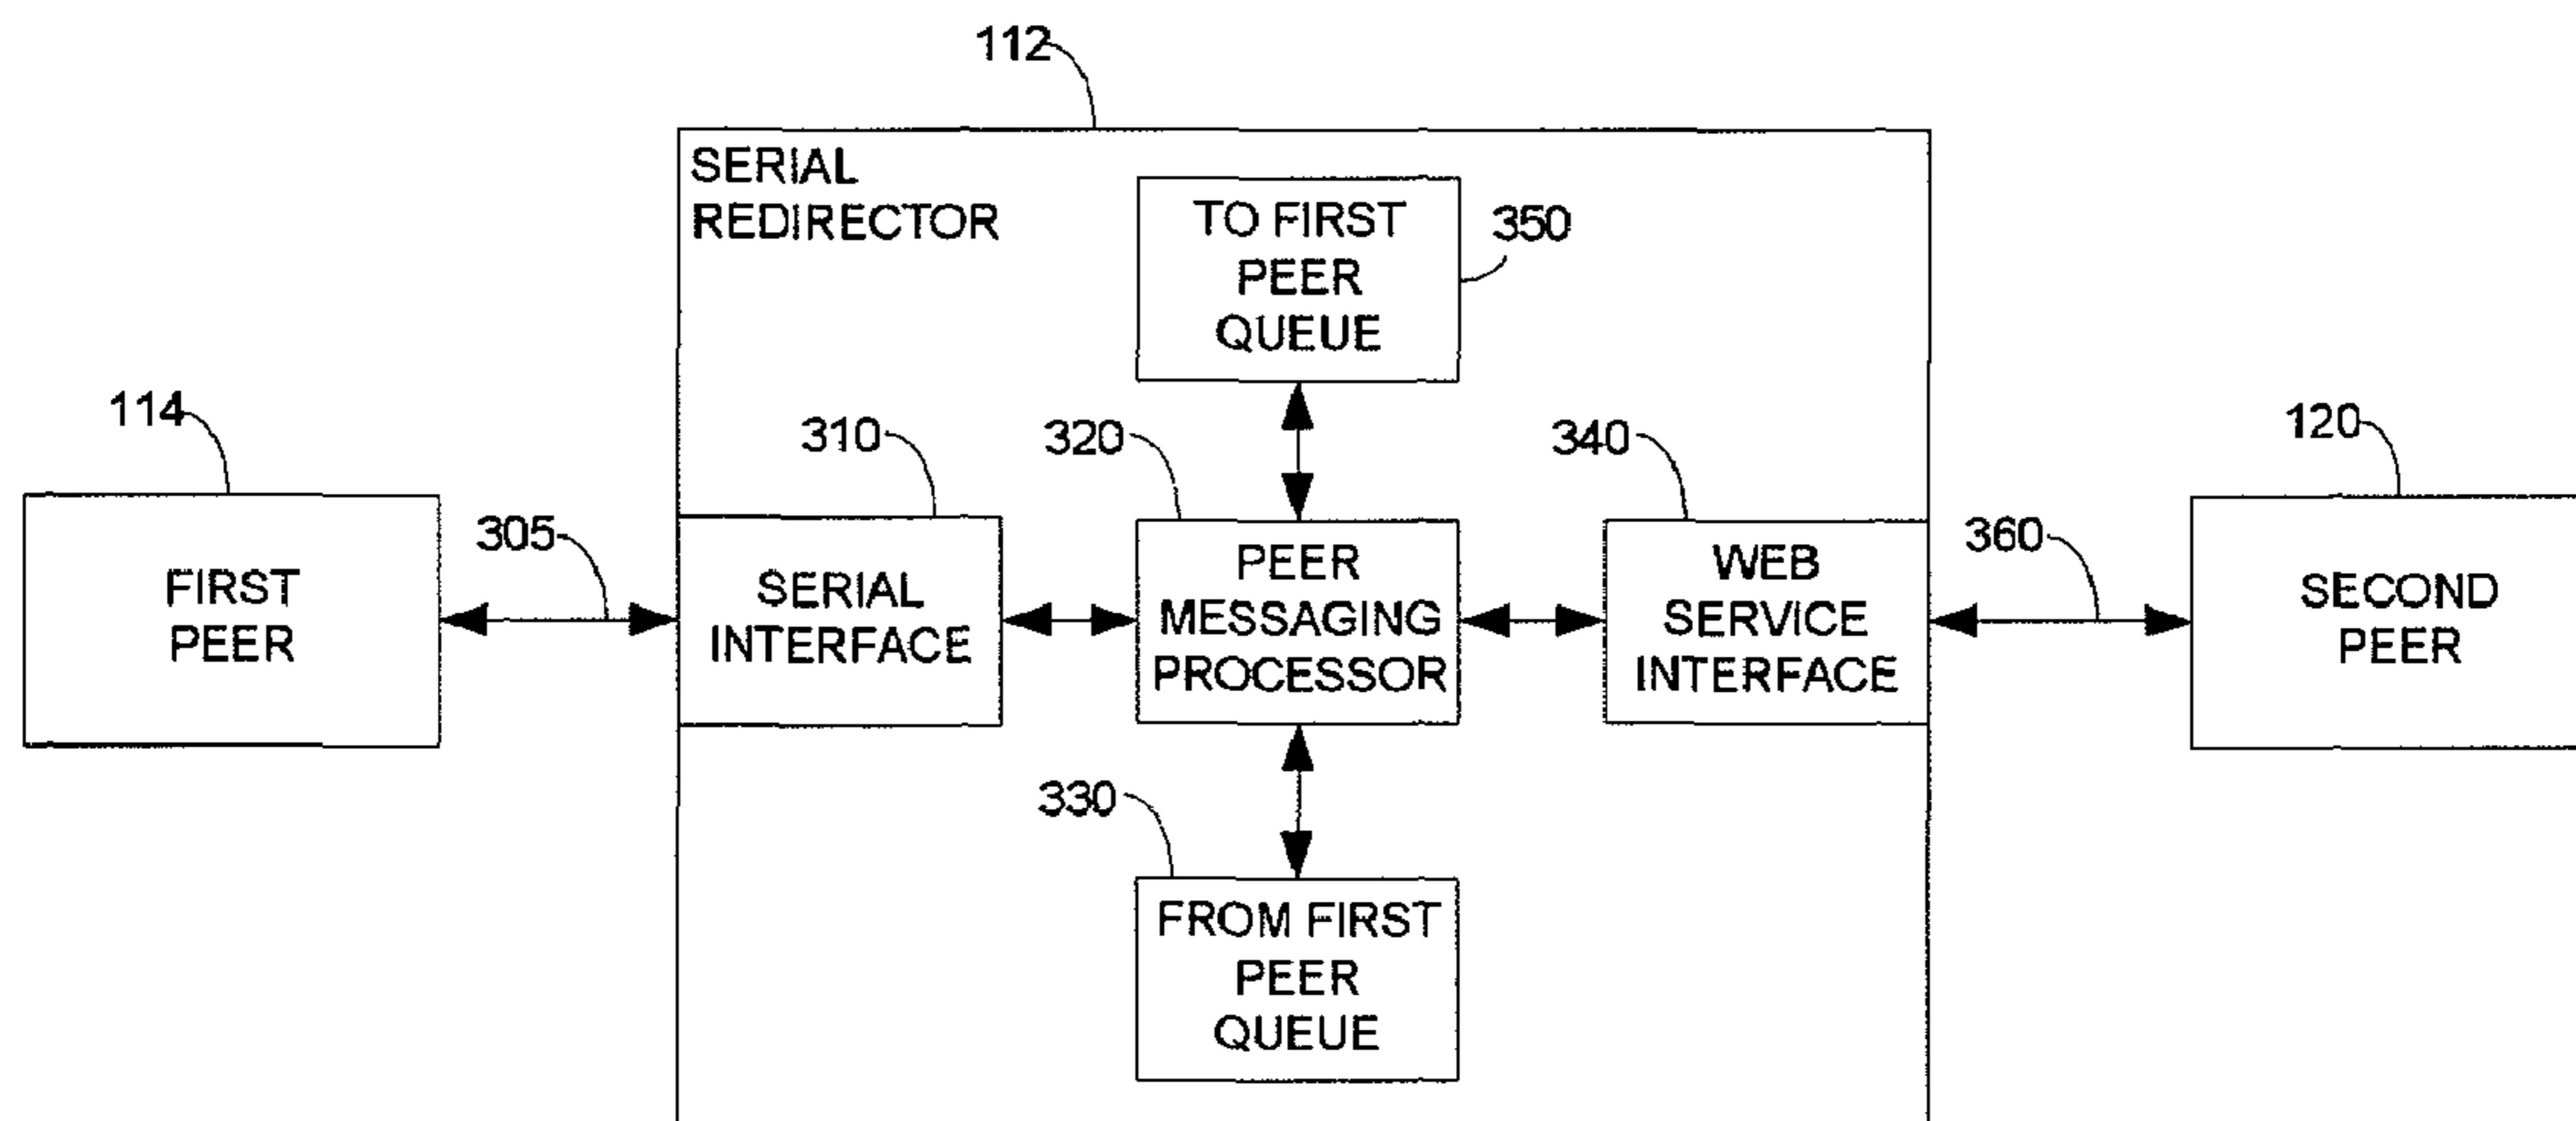 112
SERIAL
REDIRECTOR
TO FIRST
PEER
QUEUE
350
114
310
320
340
120
305
360
FIRST
PEER
SERIAL
INTERFACE
PEER
MESSAGING
PROCESSOR
WEB
SERVICE
INTERFACE
SECOND
PEER
330
FROM FIRST
PEER
QUEUE